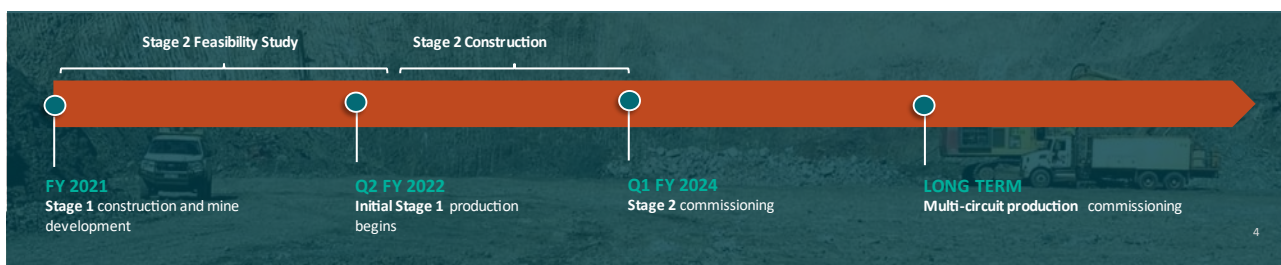 Stage 2 Feasibility Study
Stage 2 Construction
FY 2021
Stage 1 construction and mine
development
Q2 FY 2022
Initial Stage 1 production
begins
Q1 FY 2024
Stage 2 commissioning
LONG TERM
Multi-circuit production commissioning
4